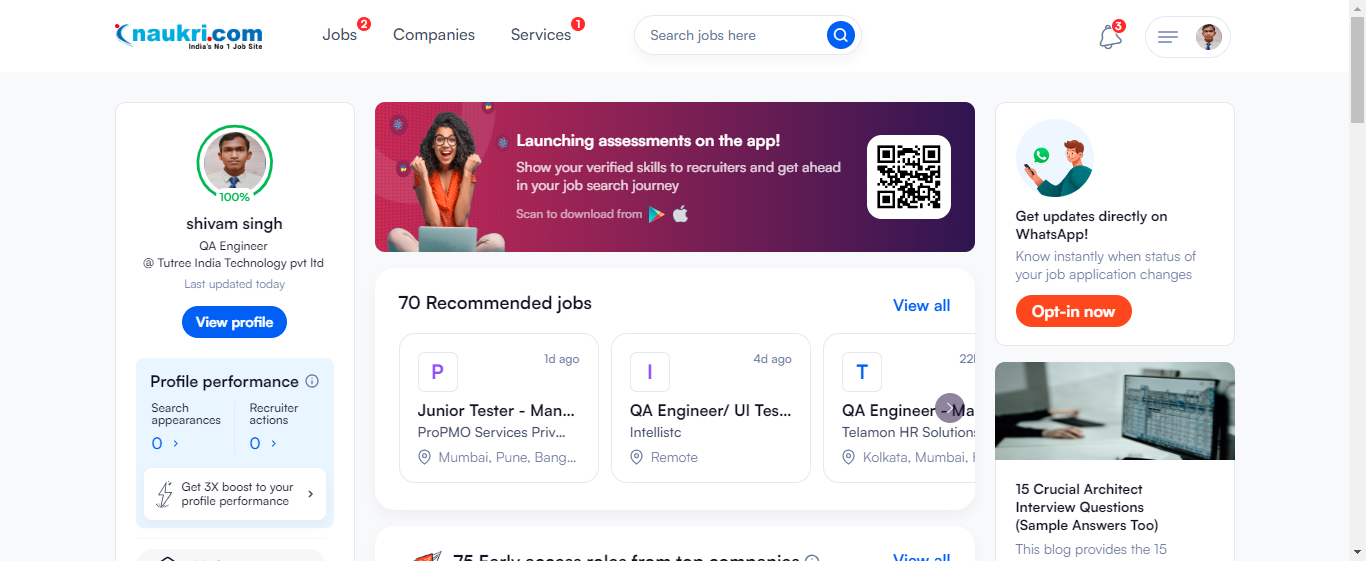 naukri.com
India's No 1 Job Site
Jobs
2
Companies
Services
1
Search jobs here
3
100%
shivam singh
QA Engineer
@ Tutree India Technology pvt ltd
Last updated today
View profile
Profile performance
Search
appearances
0
Recruiter
actions
0
Get 3X boost to your
profile performance
Launching assessments on the app!
Show your verified skills to recruiters and get ahead
in your job search journey
Scan to download from
70 Recommended jobs
View all
P
1d ago
Junior Tester - Man...
ProPMO Services Priv...
Mumbai, Pune, Bang...
I
4d ago
QA Engineer/ UI Tes...
Intellistc
Remote
T
22
QA Engineer - Ma
Telamon HR Solutions
Kolkata, Mumbai,
75 Early access roles from top companies
View all
Get updates directly on
WhatsApp!
Know instantly when status of
your job application changes
Opt-in now
15 Crucial Architect
Interview Questions
(Sample Answers Too)
This blog provides the 15